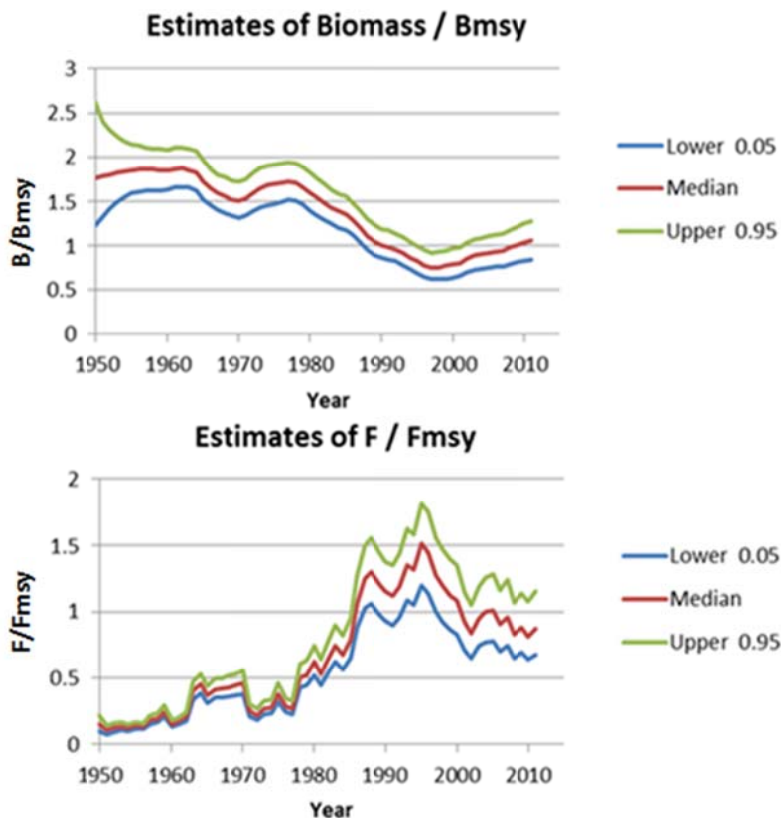 Estimates of Biomass / Bmsy
3
2.5
2
1.5
1
0.5
0
B/Bmsy
1950 1960 1970 1980 1990 2000 2010
Year
Lower 0.05
Median
Upper 0.95
Estimates of F / Fmsy
2
1.5
1
0.5
0
F/Fmsy
1950 1960 1970 1980 1990 2000 2010
Year
Lower 0.05
Median
Upper 0.95